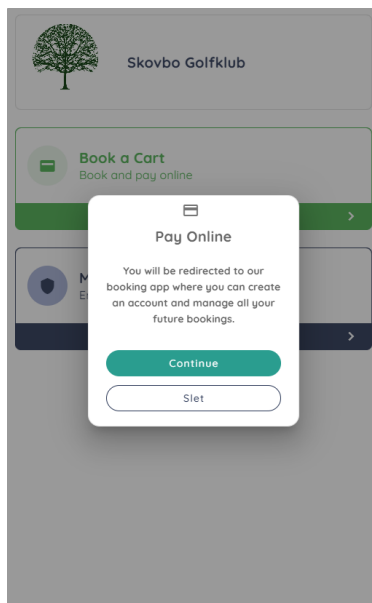 Skovbo Golfklub
Book a Cart
Book and pay online
Pay Online
You will be redirected to our
booking app where you can create
an account and manage all your
future bookings.
Continue
Slet